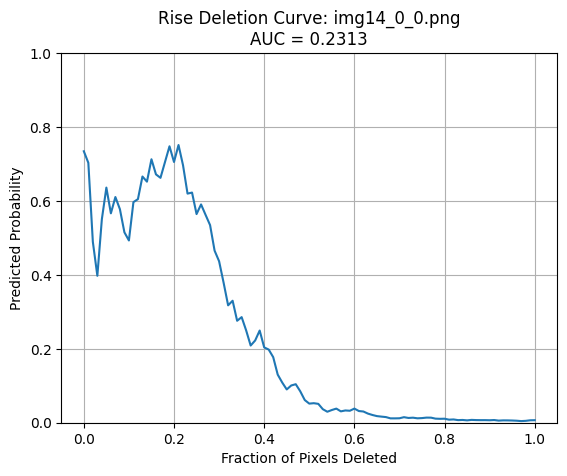 Rise Deletion Curve: img14_0_0.png
AUC = 0.2313
1.0
0.8
0.6
0.4
0.2
0.0
Predicted Probability
0.0 0.2 0.4 0.6 0.8 1.0
Fraction of Pixels Deleted